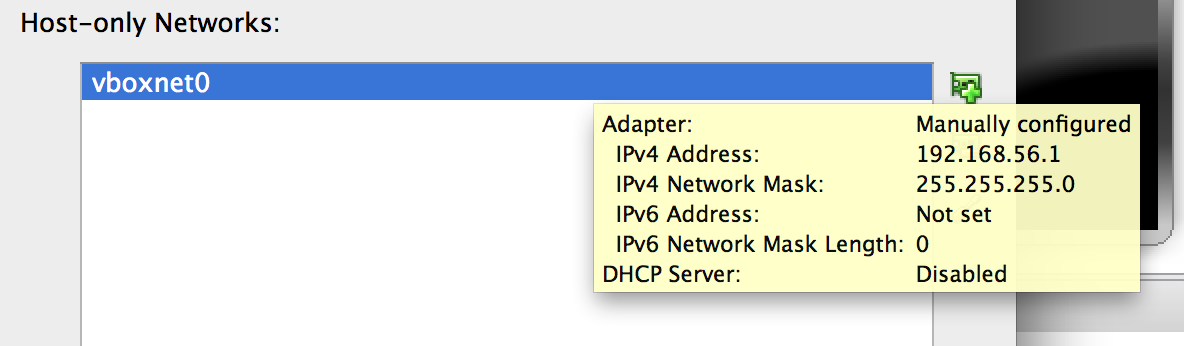 Host-only Networks:
vboxnet0
Adapter: Manually configured
IPv4 Address: 192.168.56.1
IPv4 Network Mask: 255.255.255.0
IPv6 Address: Not set
IPv6 Network Mask Length: 0
DHCP Server: Disabled